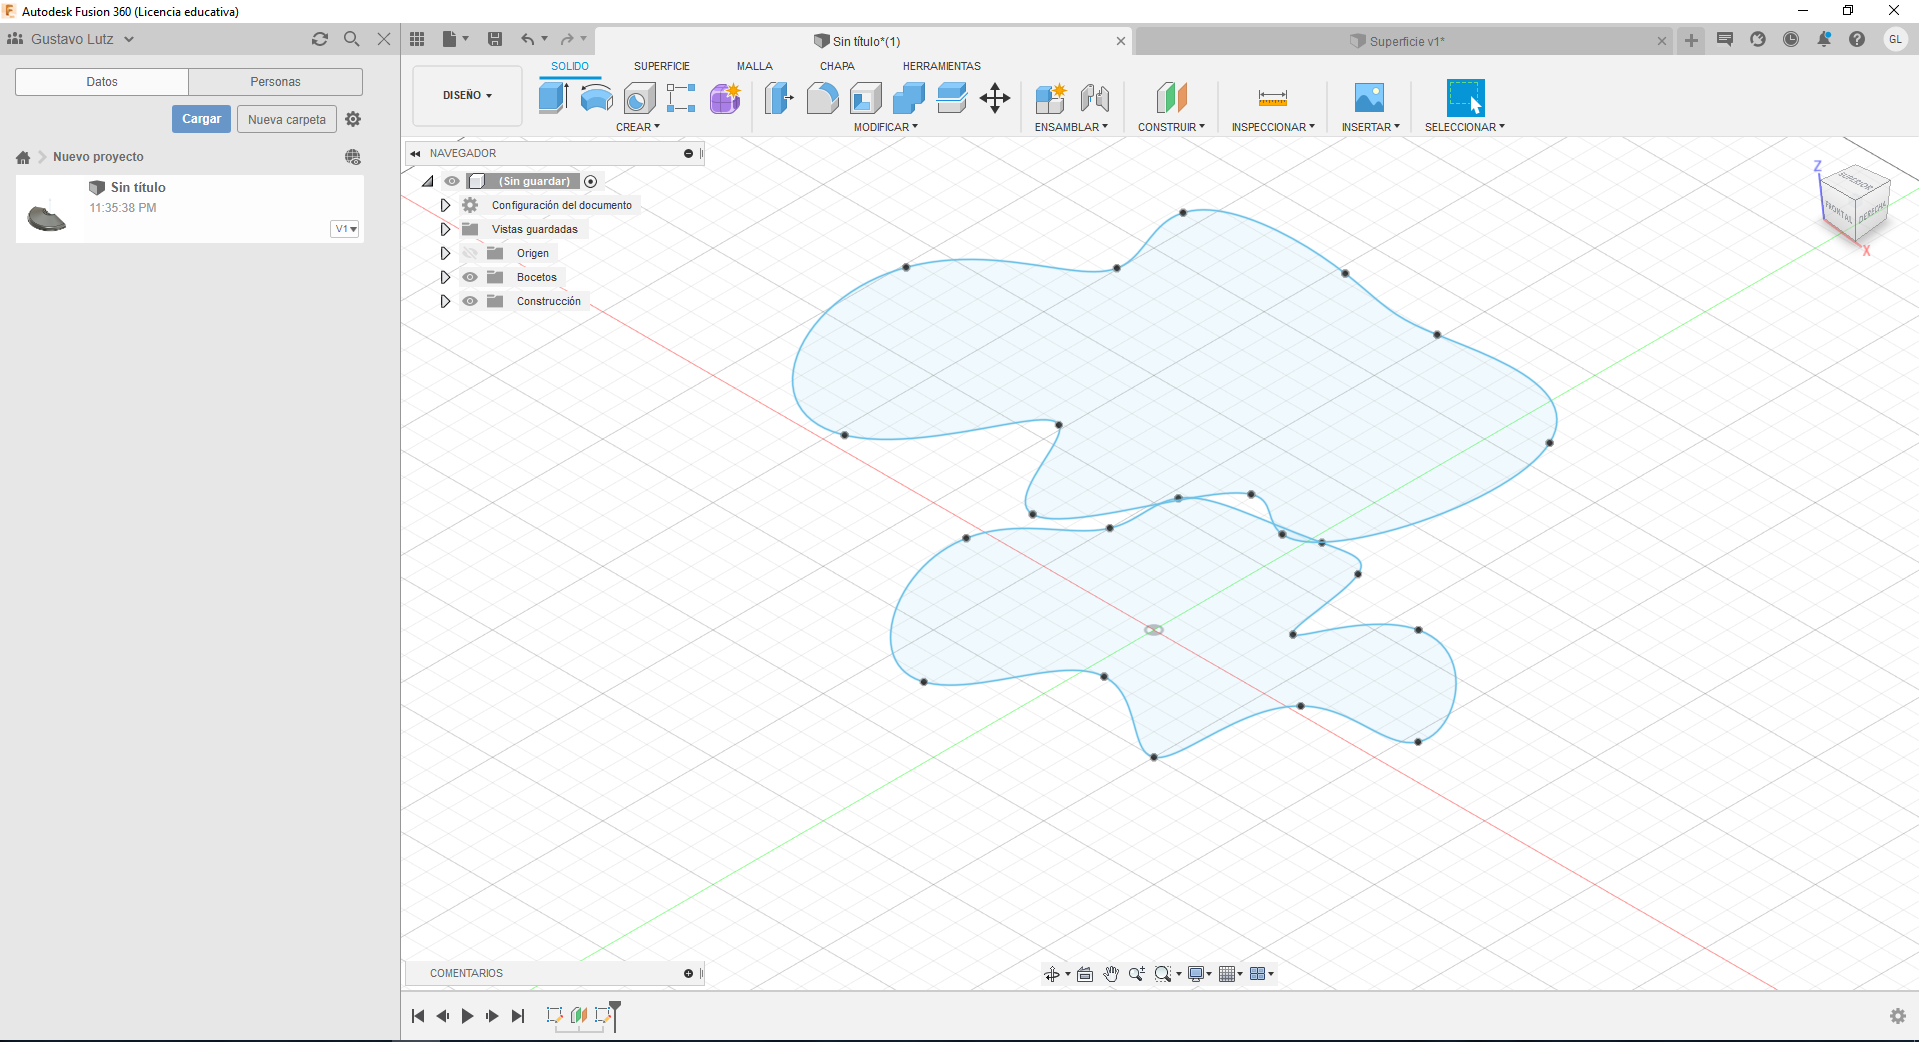 Autodesk Fusion 360 (Licencia educativa)
Gustavo Lutz
Sin título*(1)
Superficie v1*
GL
Datos
Personas
Cargar
Nueva carpeta
Nuevo proyecto
Sin título
11:35:38 PM
V1
DISEÑO
SOLIDO
SUPERFICIE
MALLA
CHAPA
HERRAMIENTAS
CREAR
MODIFICAR
ENSAMBLAR
CONSTRUIR
INSPECCIONAR
INSERTAR
SELECCIONAR
NAVEGADOR
(Sin guardar)
Configuración del documento
Vistas guardadas
Origen
Bocetos
Construcción
Z
SUPERIOR
FRONTAL
DERECHA
X
COMENTARIOS